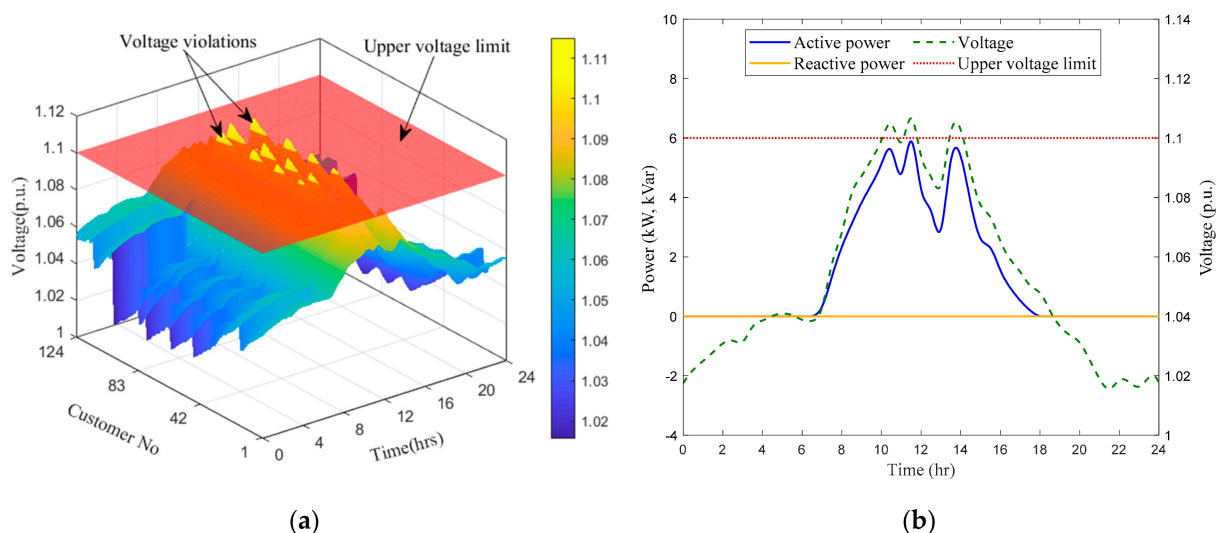 Voltage violations
Upper voltage limit
Voltage(p.u.)
1.12
1.1
1.08
1.06
1.04
1.02
1
124
83
42
1
Customer No
0
4
8
12
16
20
24
Time(hrs)
1.11
1.1
1.09
1.08
1.07
1.06
1.05
1.04
1.03
1.02
(a)
Active power
Voltage
Reactive power
Upper voltage limit
Power (kW, kVar)
10
8
6
4
2
0
-2
-4
0 2 4 6 8 10 12 14 16 18 20 22 24
Time (hr)
1.14
1.12
1.1
1.08
1.06
1.04
1.02
1
Voltage (p.u.)
(b)